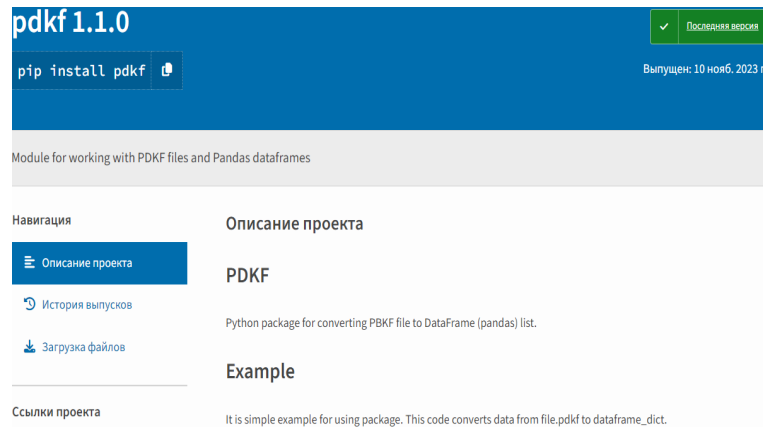 pdkf 1.1.0
Последняя версия
pip install pdkf
Выпущен: 10 нояб. 2023 г
Module for working with PDKF files and Pandas dataframes
Навигация
Описание проекта
Описание проекта
PDKF
История выпусков
Python package for converting PBKF file to DataFrame (pandas) list.
Загрузка файлов
Example
Ссылки проекта
It is simple example for using package. This code converts data from file.pdkf to dataframe_dict.